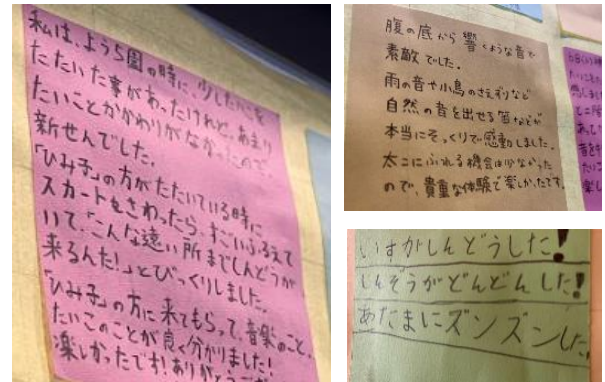 私は、ようち園の時に、少したいこを
たたいた事があったけれど、あまり
たいことかかわりがなかったので
新せんでした。
「ひみ子」の方がたたいている時に
スカートをさわったら、すごいふるえて
いて、「こんな遠い所までしんどうが
来るんだ!」とびっくりしました。
「ひみ子」の方に来てもらって、音楽のこと、
たいこのことが良く分かりました!
楽しかったです!ありがとうござ
腹の底から響くような音で
素敵でした。
雨の音や小鳥のさえずりなど
自然の音を出せる笛などが
本当にそっくりで感動しました。
太こにふれる機会は少なかった
ので、貴重な体験で楽しかったです。
いすがしんどうした!
しんぞうがどんどんした!
あたまにズンズンした。